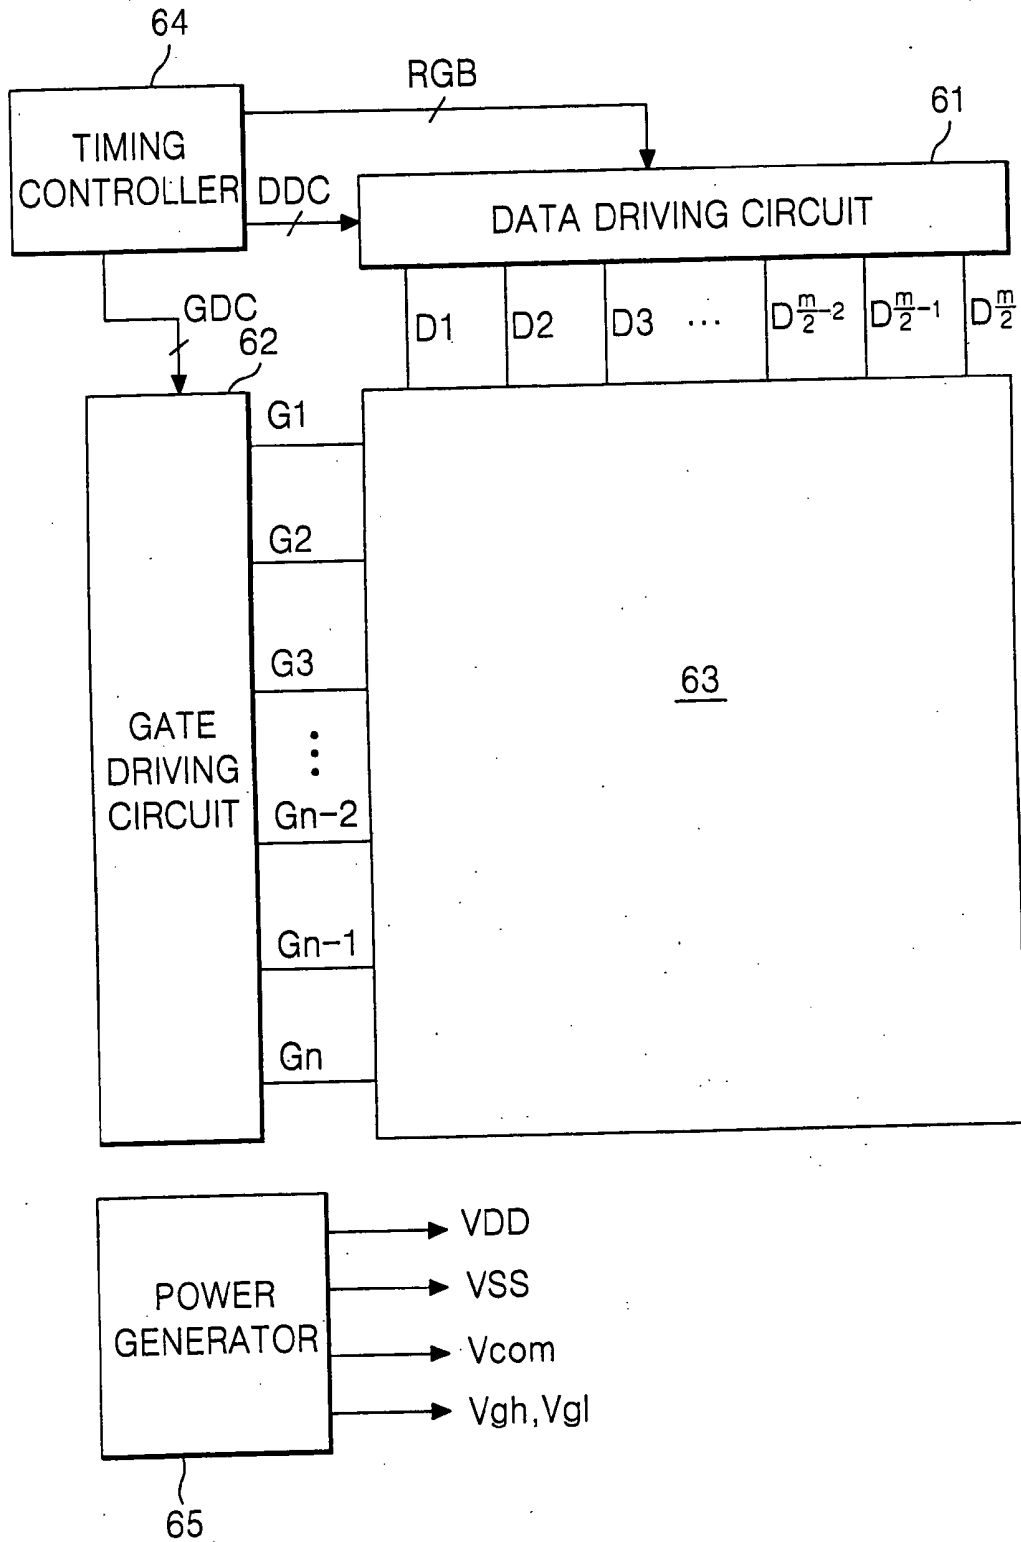 64
RGB
61
TIMING
CONTROLLER
DDC
DATA DRIVING CIRCUIT
GDC
62
D1 D2 D3 ... Dm/2-2 Dm/2-1 Dm/2
G1
G2
G3
63
GATE
DRIVING
CIRCUIT
Gn-2
Gn-1
Gn
POWER
GENERATOR
VDD
VSS
Vcom
Vgh,Vgl
65